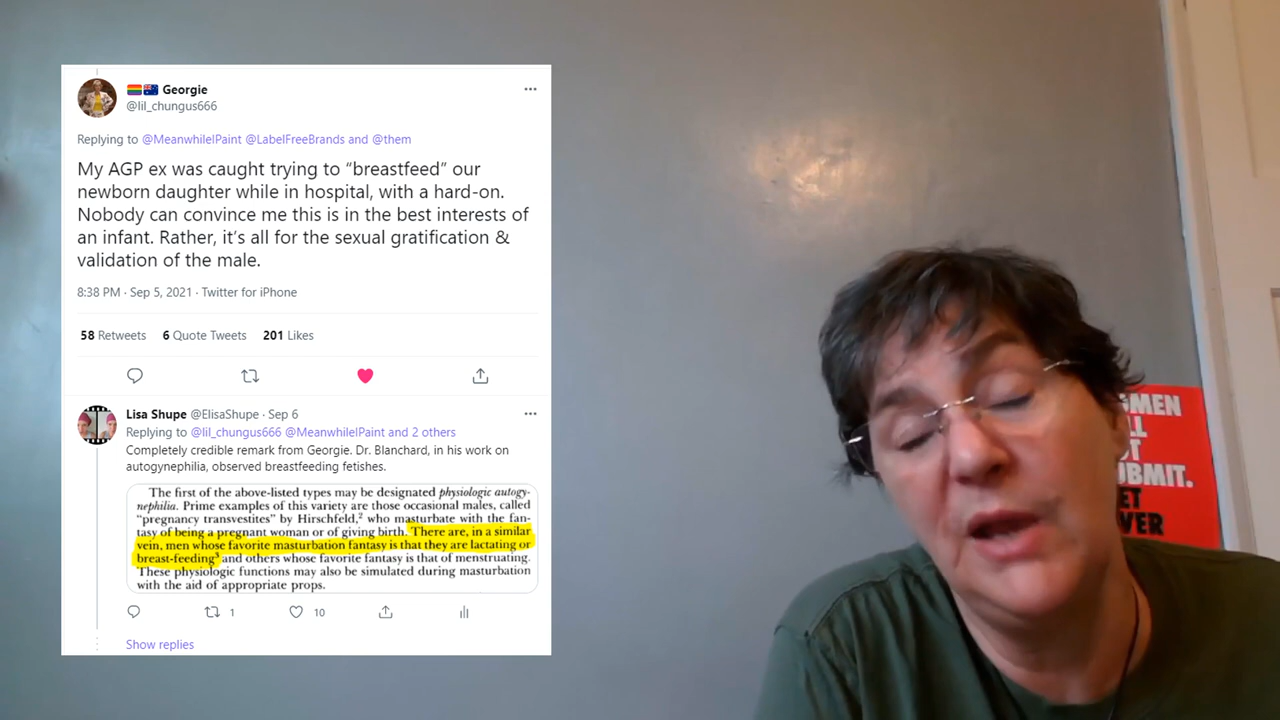 Georgie
@lil_chungus666
Replying to @MeanwhileIPaint @LabelFreeBrands and @them
My AGP ex was caught trying to “breastfeed” our
newborn daughter while in hospital, with a hard-on.
Nobody can convince me this is in the best interests of
an infant. Rather, it’s all for the sexual gratification &
validation of the male.
8:38 PM · Sep 5, 2021 · Twitter for iPhone
58 Retweets 6 Quote Tweets 201 Likes
Lisa Shupe @ElisaShupe · Sep 6
Replying to @lil_chungus666 @MeanwhileIPaint and 2 others
Completely credible remark from Georgie. Dr. Blanchard, in his work on
autogynephilia, observed breastfeeding fetishes.
The first of the above-listed types may be designated physiologic autogy-
nephilia. Prime examples of this variety are those occasional males, called
“pregnancy transvestites” by Hirschfeld,² who masturbate with the fan-
tasy of being a pregnant woman or of giving birth. There are, in a similar
vein, men whose favorite masturbation fantasy is that they are lactating or
breast-feeding³ and others whose favorite fantasy is that of menstruating.
These physiologic functions may also be simulated during masturbation
with the aid of appropriate props.
1 10
Show replies
OMEN
LL
OT
UBMIT.
ET
VER